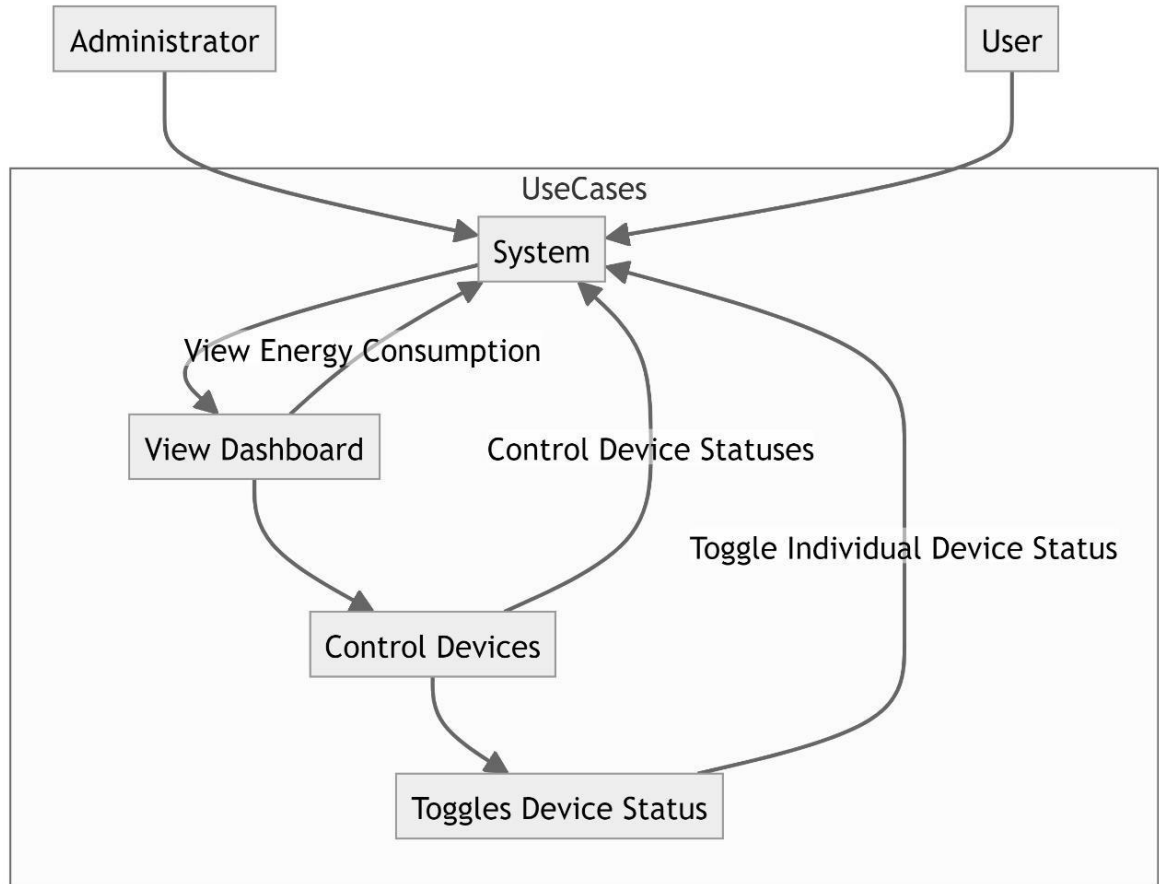 Administrator
User
UseCases
System
View Energy Consumption
View Dashboard
Control Device Statuses
Toggle Individual Device Status
Control Devices
Toggles Device Status